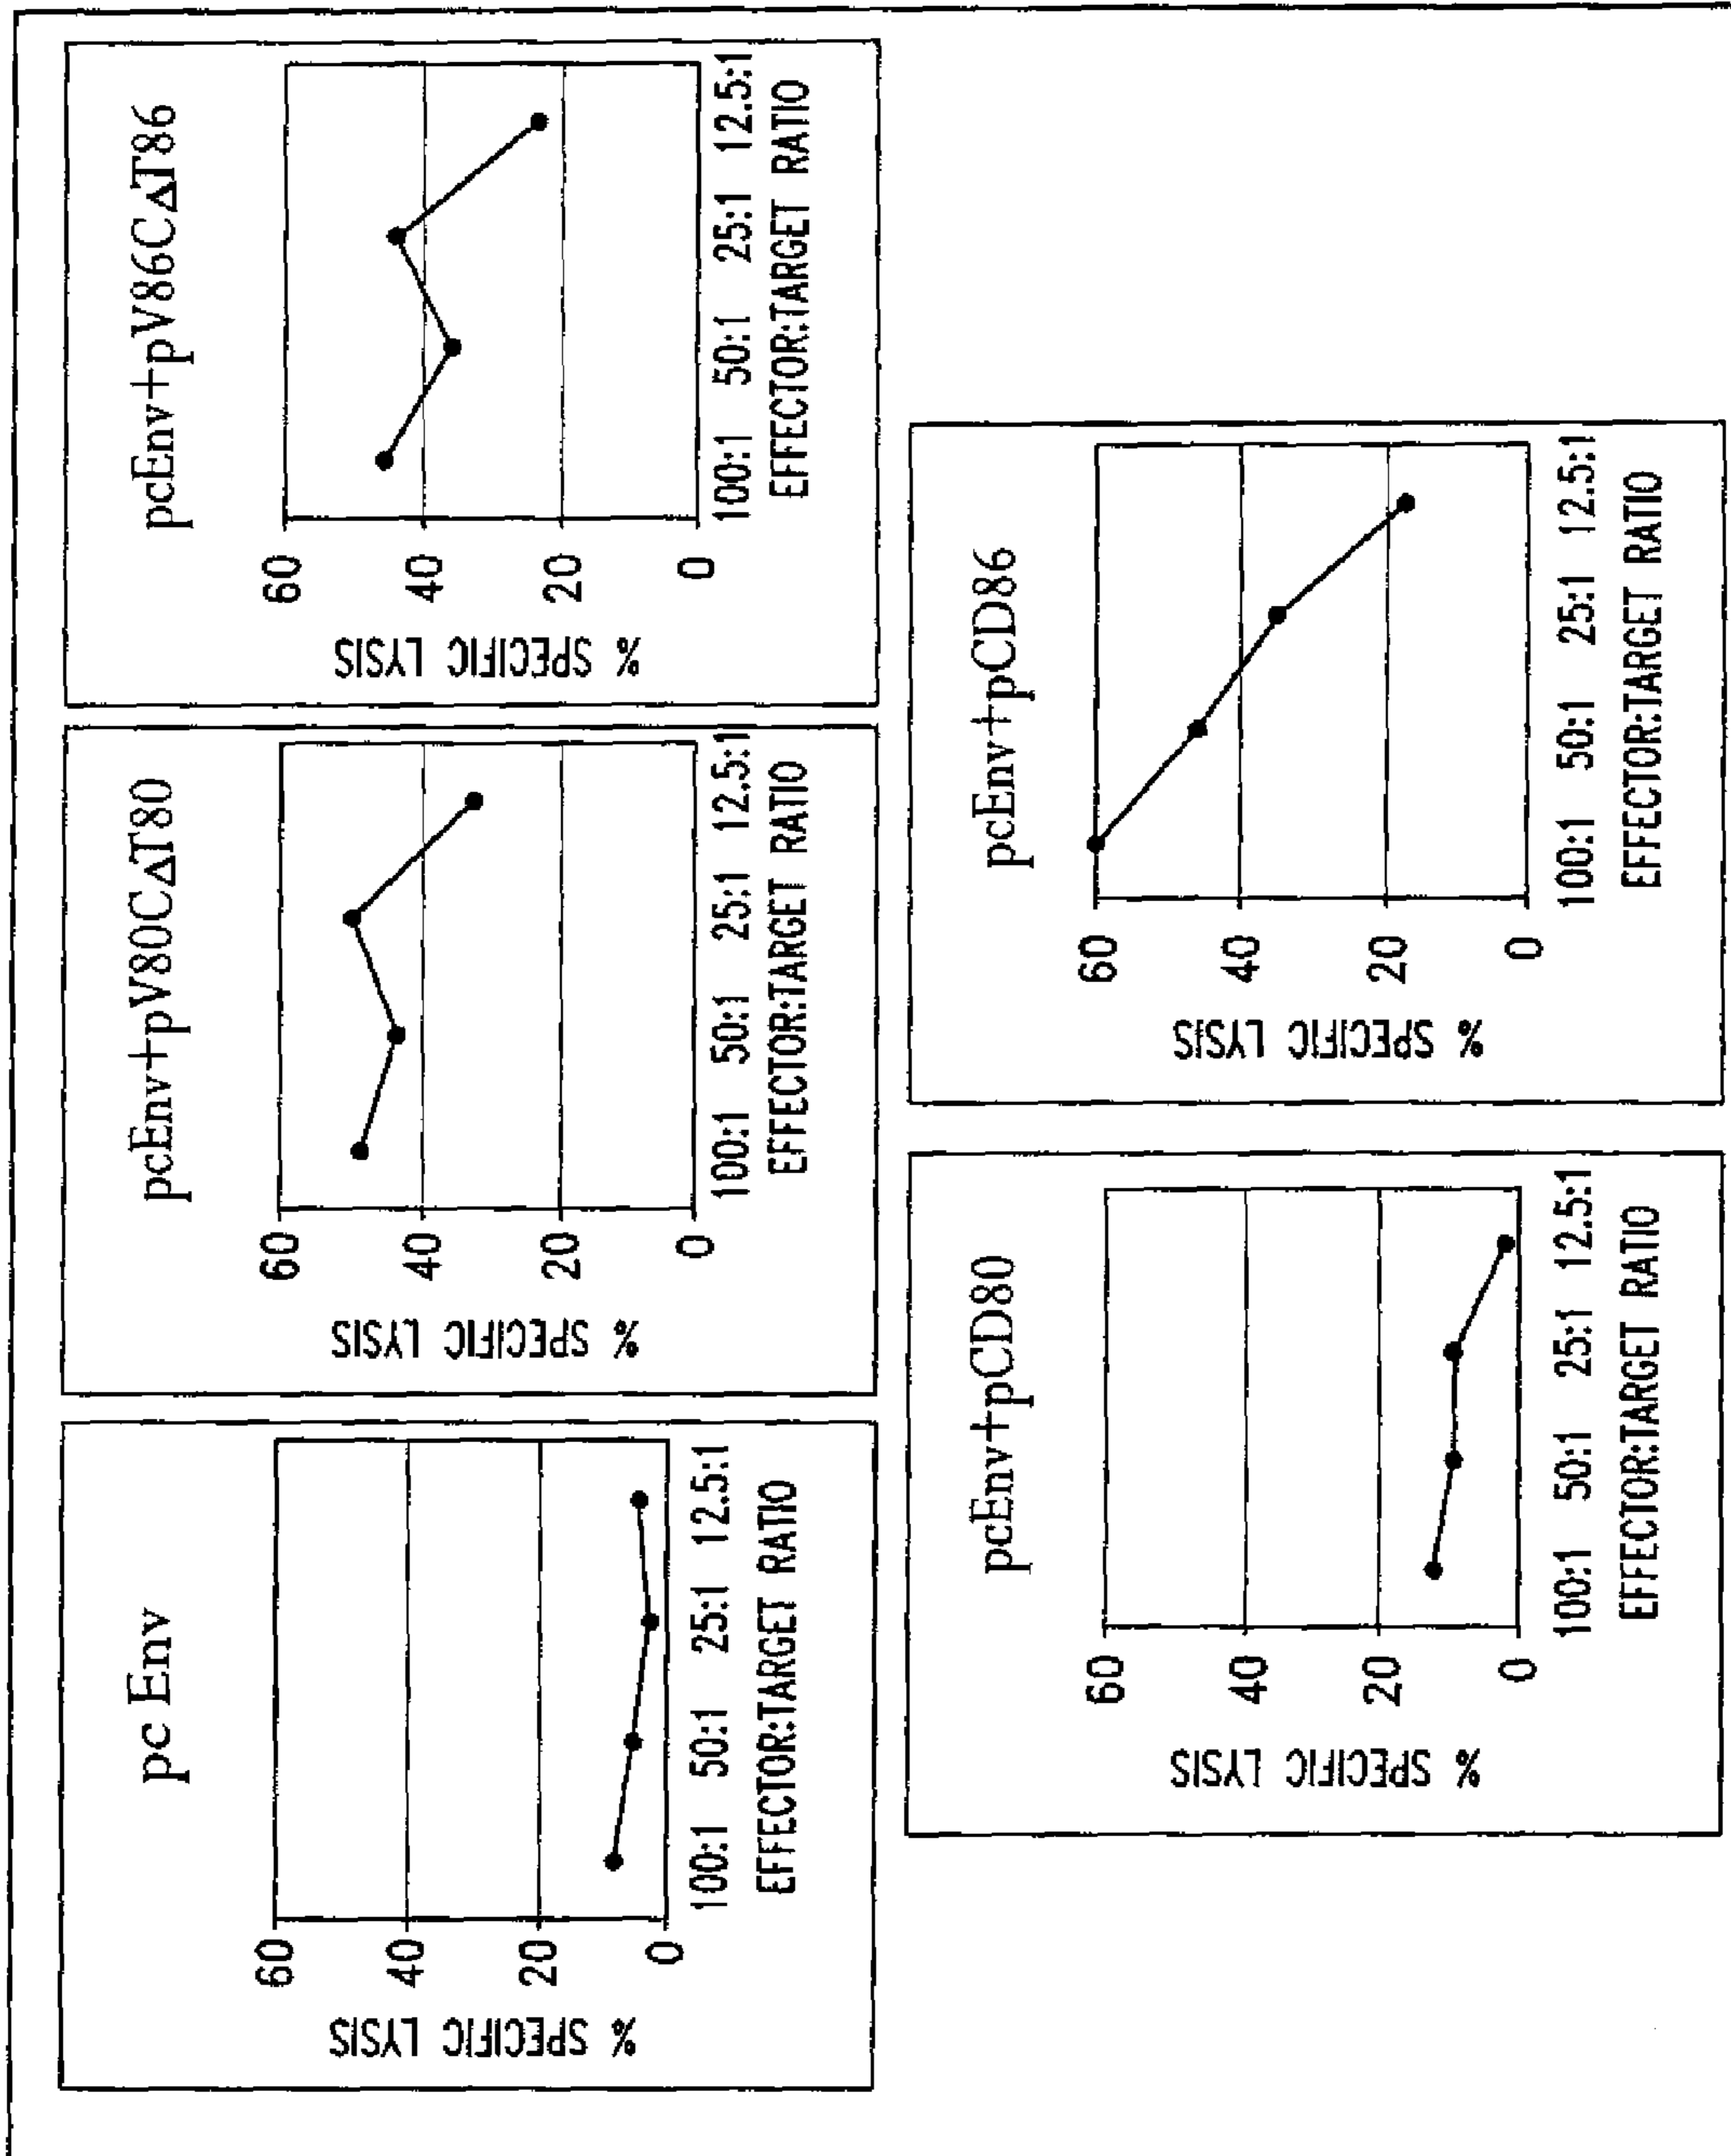 pc Env
% SPECIFIC LYSIS
60
40
20
0
100:1 50:1 25:1 12.5:1
EFFECTOR:TARGET RATIO
pcEnv+pV80CΔT80
% SPECIFIC LYSIS
60
40
20
0
100:1 50:1 25:1 12.5:1
EFFECTOR:TARGET RATIO
pcEnv+pV86CΔT86
% SPECIFIC LYSIS
60
40
20
0
100:1 50:1 25:1 12.5:1
EFFECTOR:TARGET RATIO
pcEnv+pCD80
% SPECIFIC LYSIS
60
40
20
0
100:1 50:1 25:1 12.5:1
EFFECTOR:TARGET RATIO
pcEnv+pCD86
% SPECIFIC LYSIS
60
40
20
0
100:1 50:1 25:1 12.5:1
EFFECTOR:TARGET RATIO